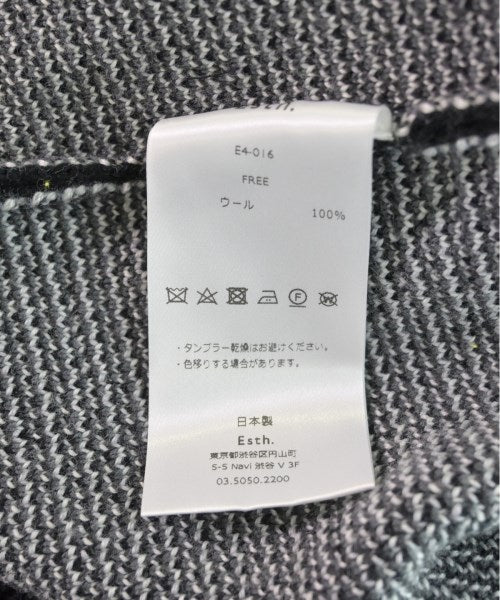 E4-016
FREE
ウール 100%
・タンブラー乾燥はお避けください。
・色移りする場合があります。
日本製
Esth.
東京都渋谷区円山町
5-5 Navi 渋谷 V 3F
03.5050.2200